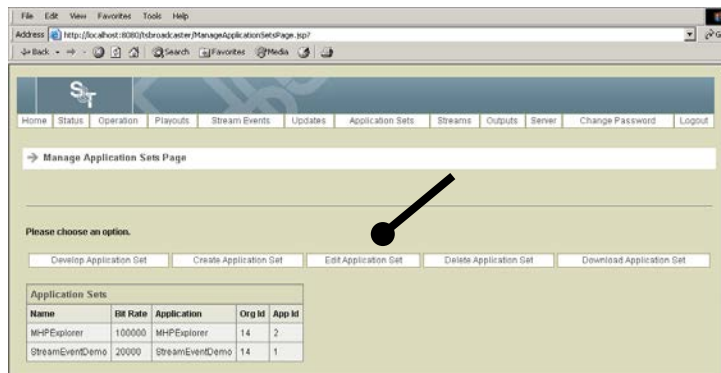 File Edit View Favorites Tools Help
Address http://localhost:8080/tsbroadcaster/ManageApplicationSetsPage.jsp?
Back Search Favorites Media
ST
Home Status Operation Playouts Stream Events Updates Application Sets Streams Outputs Server Change Password Logout
Manage Application Sets Page
Please choose an option.
Develop Application Set Create Application Set Edit Application Set Delete Application Set Download Application Set
Application Sets
Name Bit Rate Application Org Id App Id
MHPExplorer 100000 MHPExplorer 14 2
StreamEventDemo 20000 StreamEventDemo 14 1